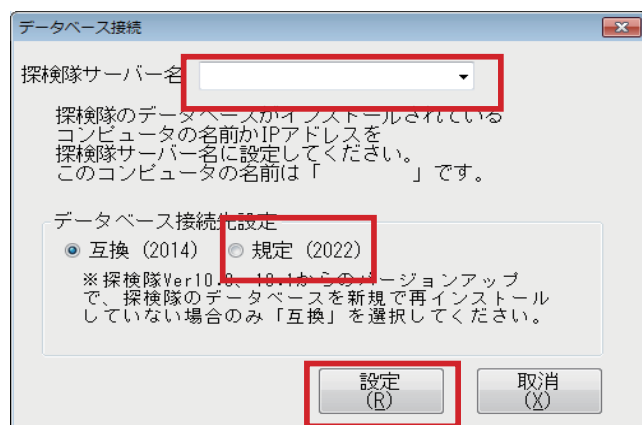 データベース接続
探検隊サーバー名
探検隊のデータベースがインストールされている
コンピュータの名前かIPアドレスを
探検隊サーバー名に設定してください。
このコンピュータの名前は「 」です。
データベース接続先設定
互換 (2014) 規定 (2022)
※探検隊Ver10.0、10.1からのバージョンアップ
で、探検隊のデータベースを新規で再インストール
していない場合のみ「互換」を選択してください。
設定
(R)
取消
(X)